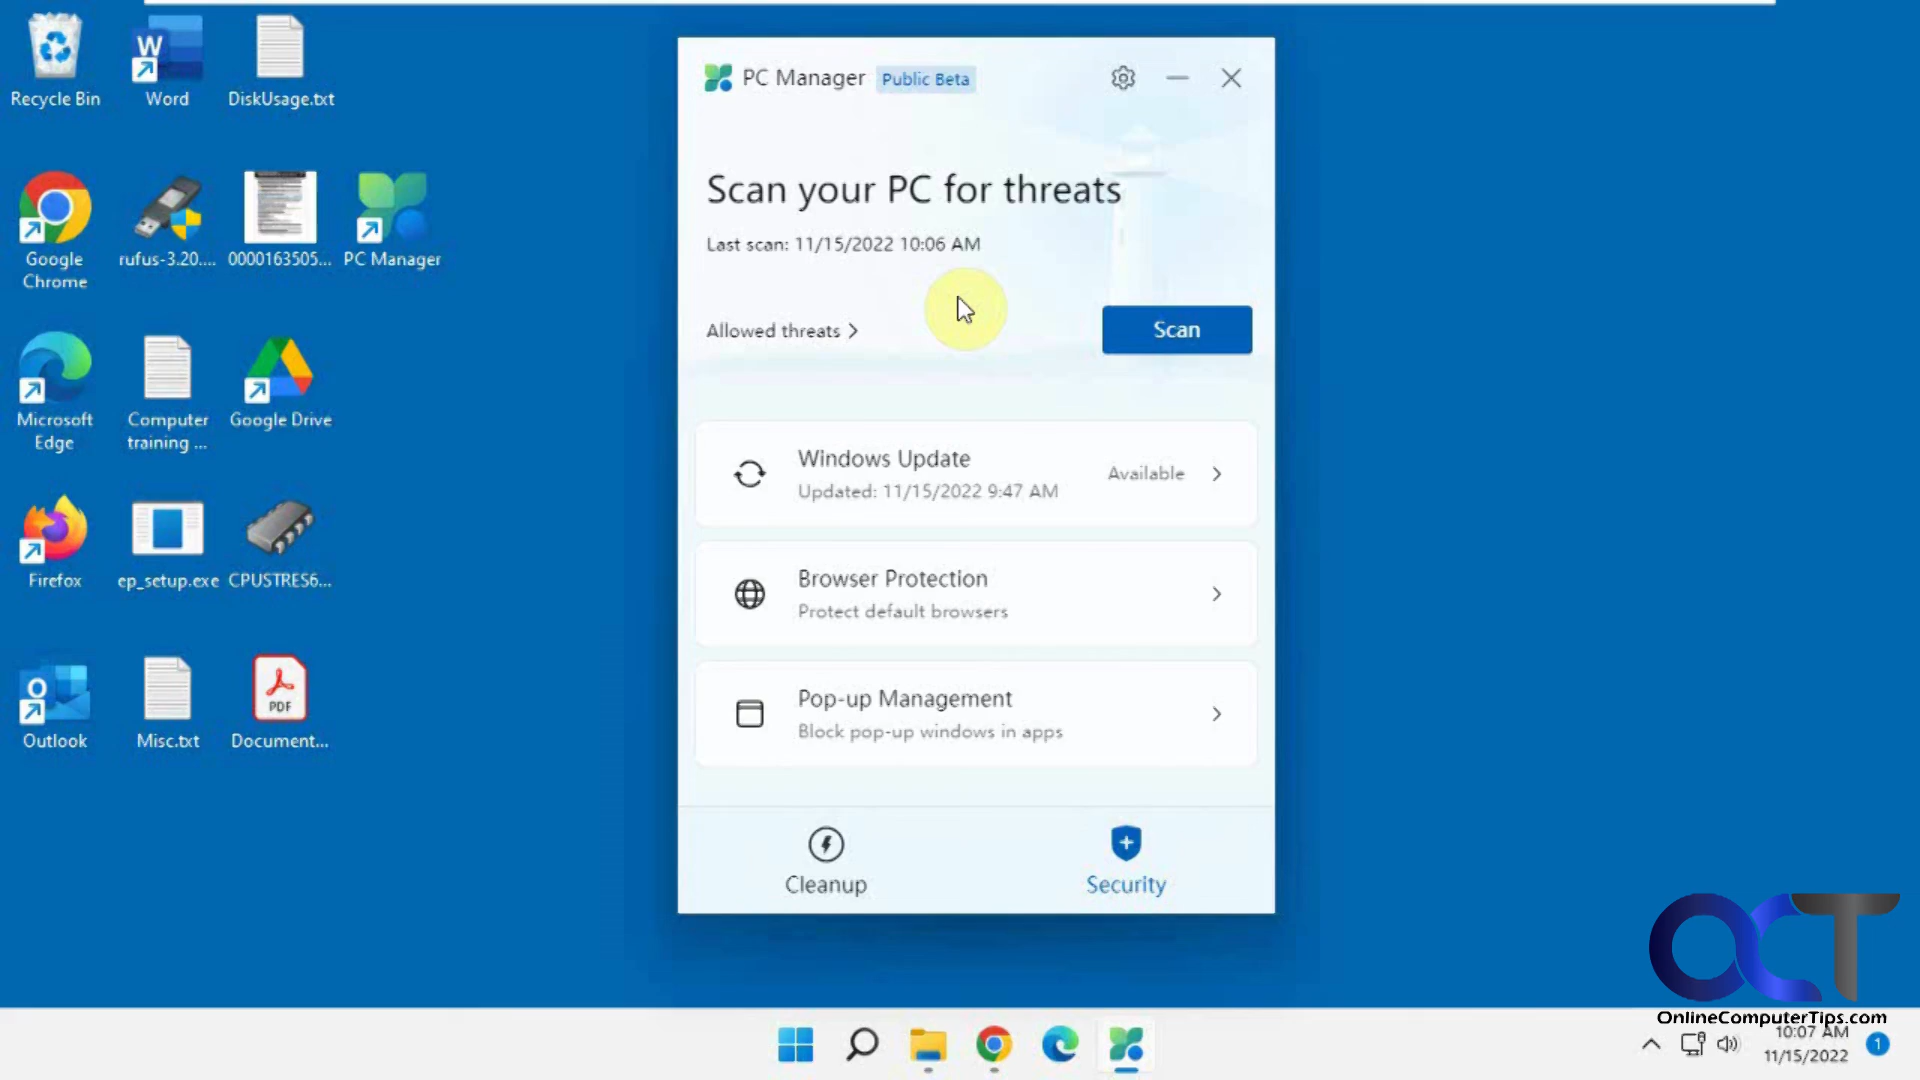 Recycle Bin
Word
DiskUsage.txt
Google
Chrome
rufus-3.20....
0000163505...
PC Manager
Microsoft
Edge
Computer
training ...
Google Drive
Firefox
ep_setup.exe
CPUSTRES6...
Outlook
Misc.txt
PDF
Document...
PC Manager
Public Beta
Scan your PC for threats
Last scan: 11/15/2022 10:06 AM
Allowed threats
Scan
Windows Update
Updated: 11/15/2022 9:47 AM
Available
Browser Protection
Protect default browsers
Pop-up Management
Block pop-up windows in apps
Cleanup
Security
OCT
OnlineComputerTips.com
10:07 AM
11/15/2022
1